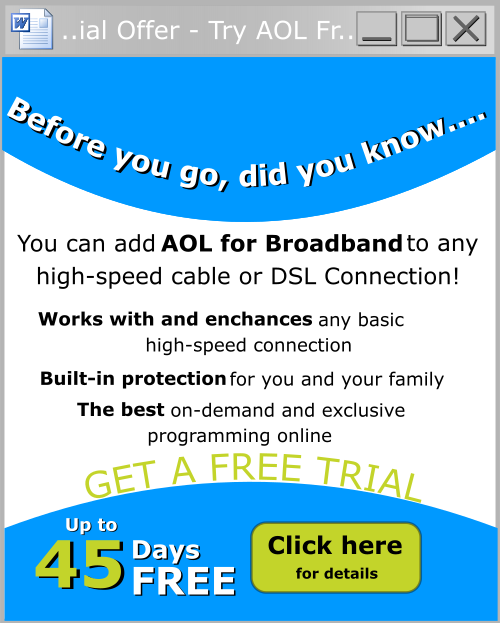 ..ial Offer - Try AOL Fr..
Before you go, did you know....
You can add AOL for Broadband to any
high-speed cable or DSL Connection!
Works with and enchances any basic
high-speed connection
Built-in protection for you and your family
The best on-demand and exclusive
programming online
GET A FREE TRIAL
Up to
45 Days
FREE
Click here
for details